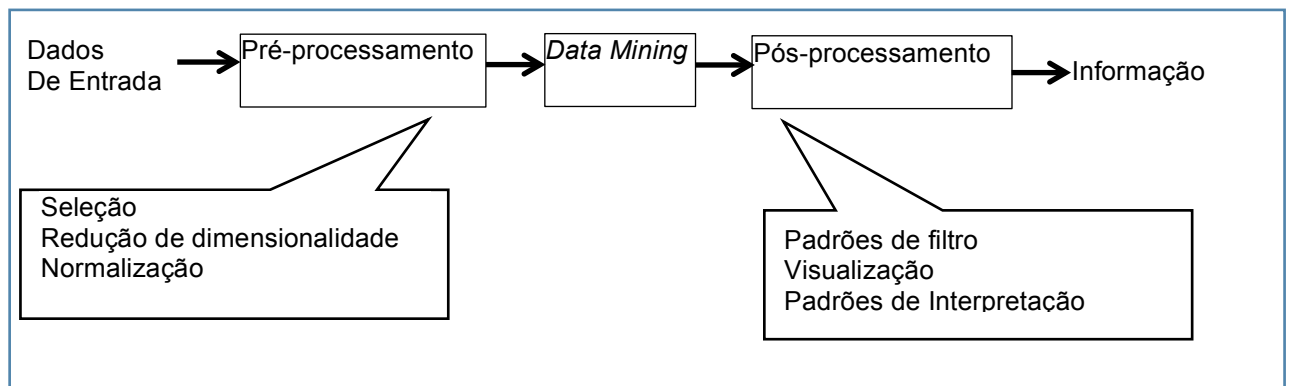 Dados
De Entrada
Pré-processamento
Data Mining
Pós-processamento
Informação
Seleção
Redução de dimensionalidade
Normalização
Padrões de filtro
Visualização
Padrões de Interpretação